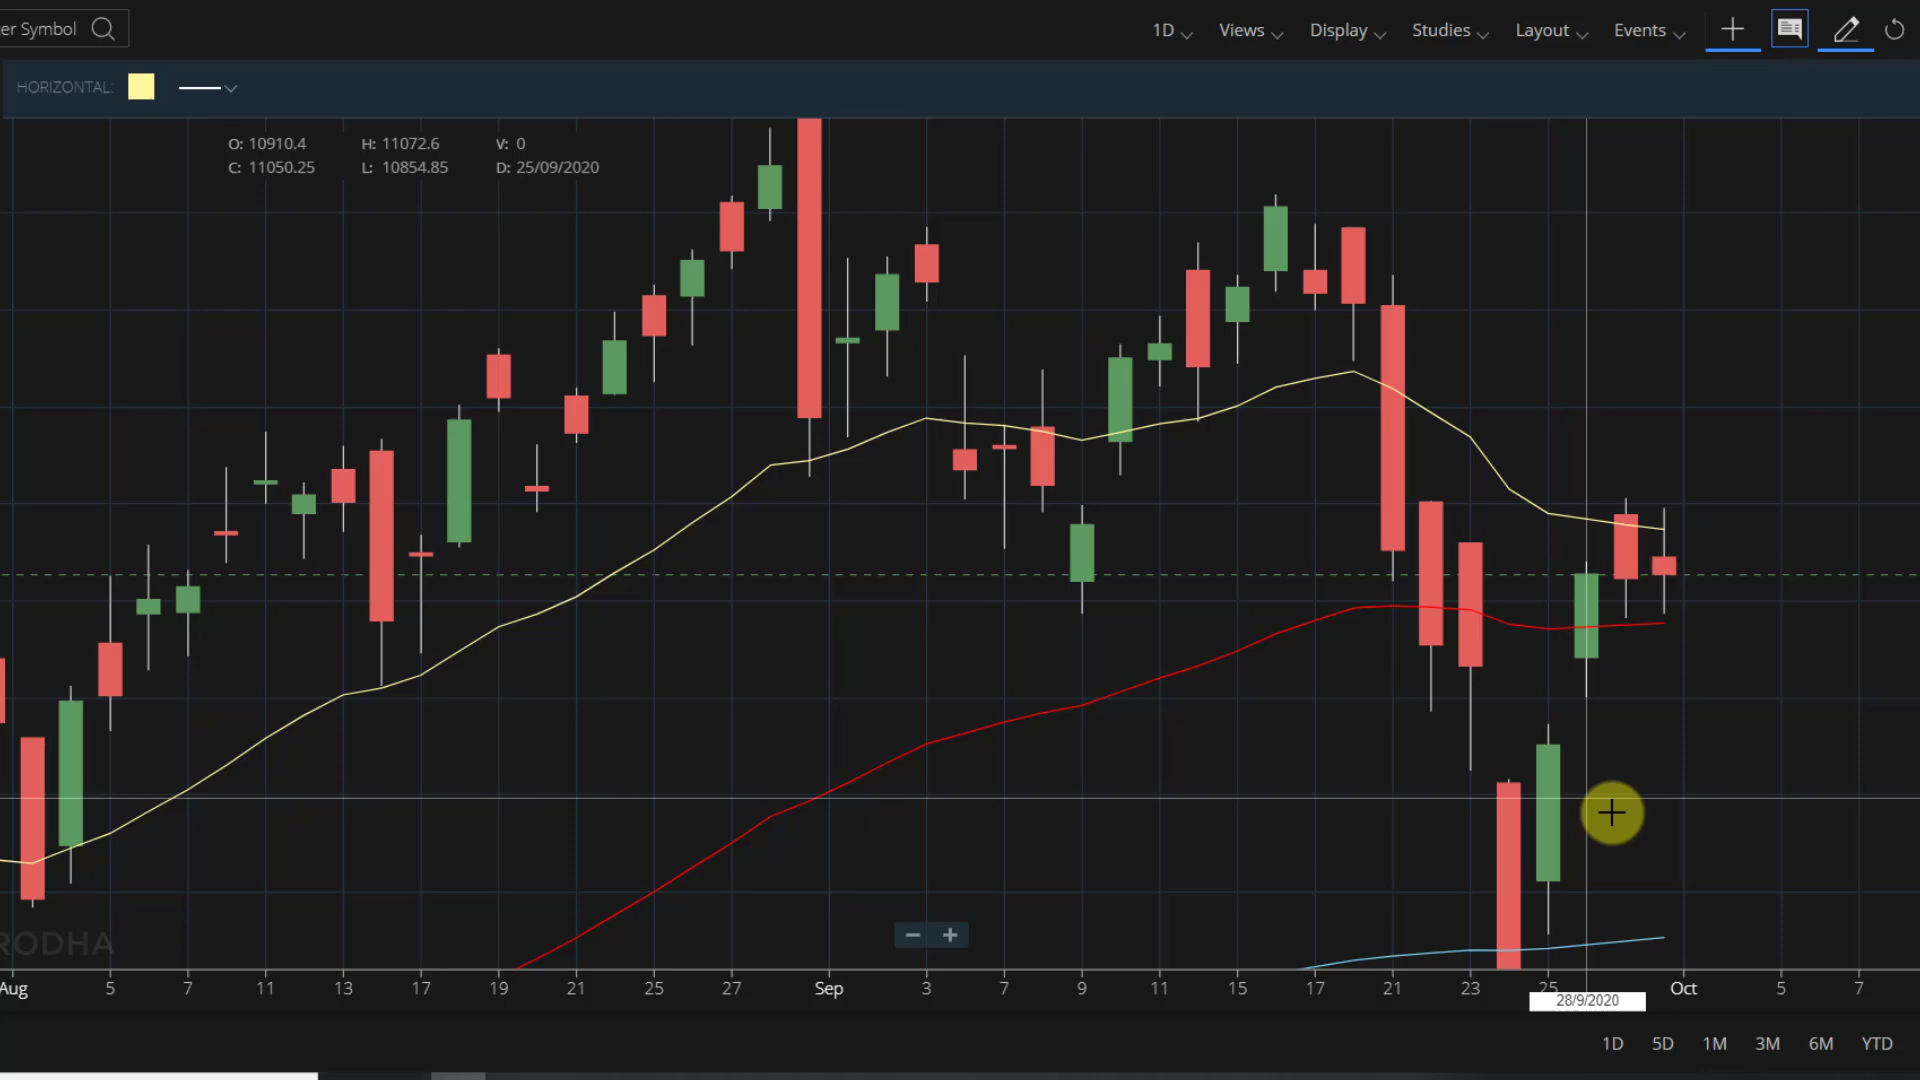 er Symbol
1D Views Display Studies Layout Events
HORIZONTAL:
O: 10910.4 H: 11072.6 V: 0
C: 11050.25 L: 10854.85 D: 25/09/2020
RODHA
− +
Aug 5 7 11 13 17 19 21 25 27 Sep 3 7 9 11 15 17 21 23 25 Oct 5 7
28/9/2020
1D 5D 1M 3M 6M YTD